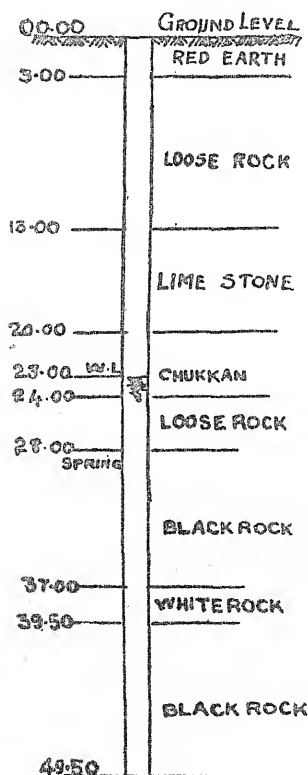 00.00 GROUND LEVEL
RED EARTH
3.00
LOOSE ROCK
13.00
LIME STONE
20.00
23.00 W.L CHUKKAN
24.00
LOOSE ROCK
28.00
SPRING
BLACK ROCK
37.00
WHITE ROCK
39.50
BLACK ROCK
49.50